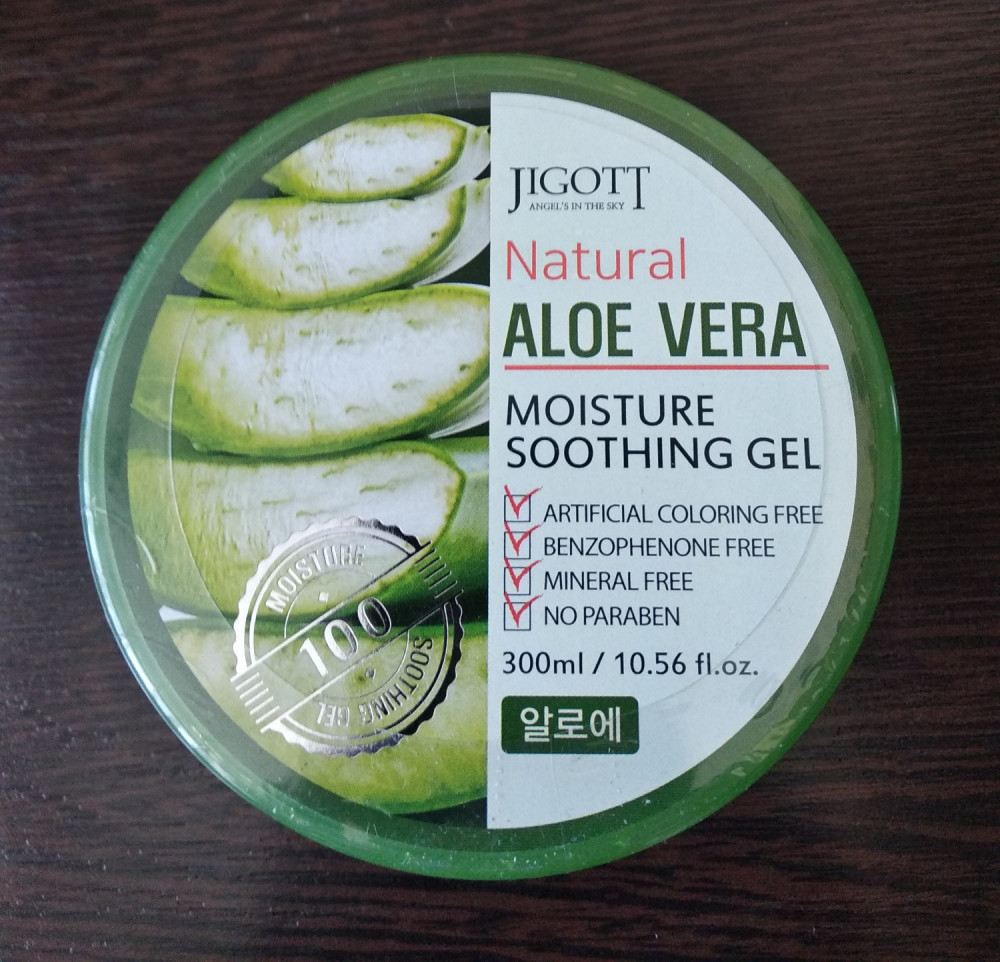 JIGOTT
ANGEL'S IN THE SKY
Natural
ALOE VERA
MOISTURE
SOOTHING GEL
ARTIFICIAL COLORING FREE
BENZOPHENONE FREE
MINERAL FREE
NO PARABEN
300ml / 10.56 fl.oz.
알로에
MOISTURE
100
SOOTHING GEL